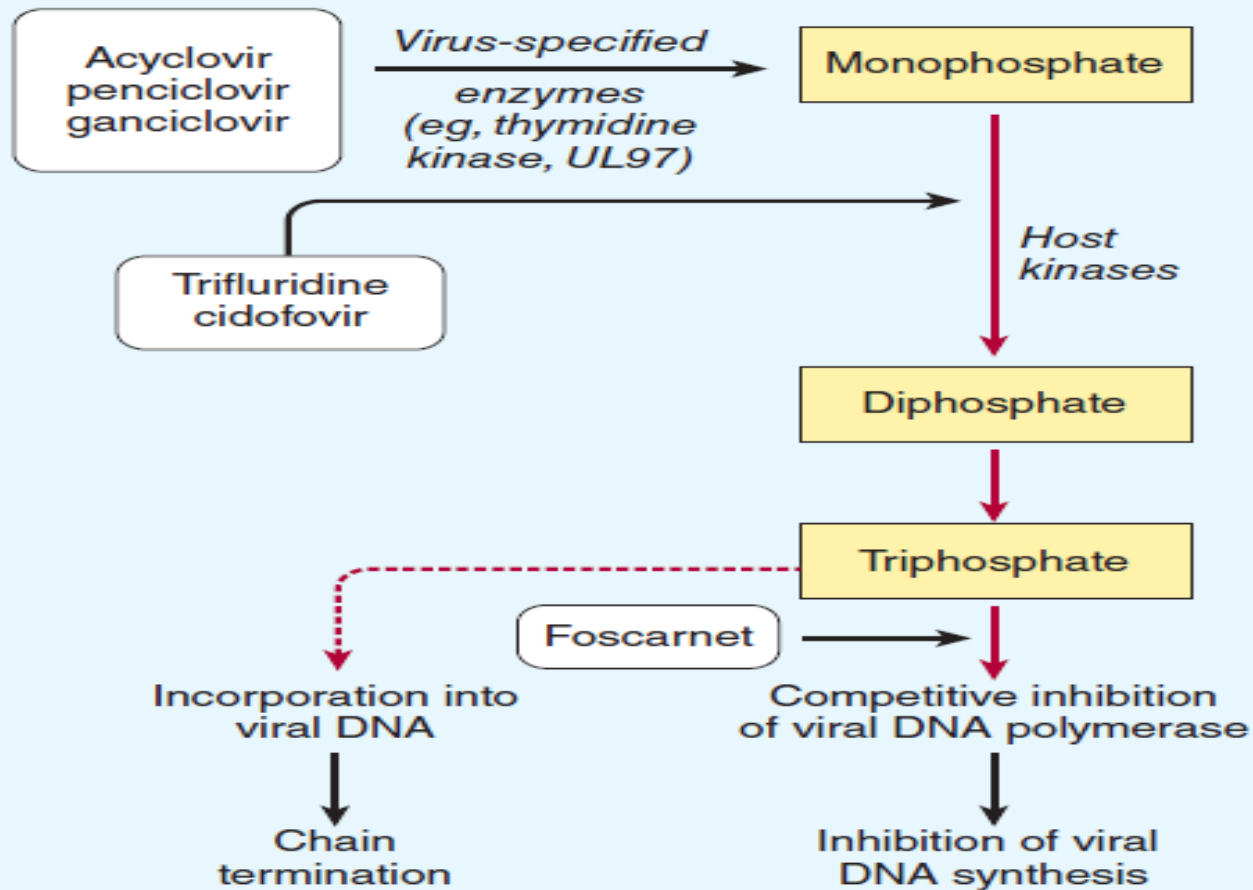 Acyclovir
penciclovir
ganciclovir
Virus-specified
enzymes
(eg, thymidine
kinase, UL97)
Monophosphate
Trifluridine
cidofovir
Host
kinases
Diphosphate
Triphosphate
Foscarnet
Incorporation into
viral DNA
Competitive inhibition
of viral DNA polymerase
Chain
termination
Inhibition of viral
DNA synthesis